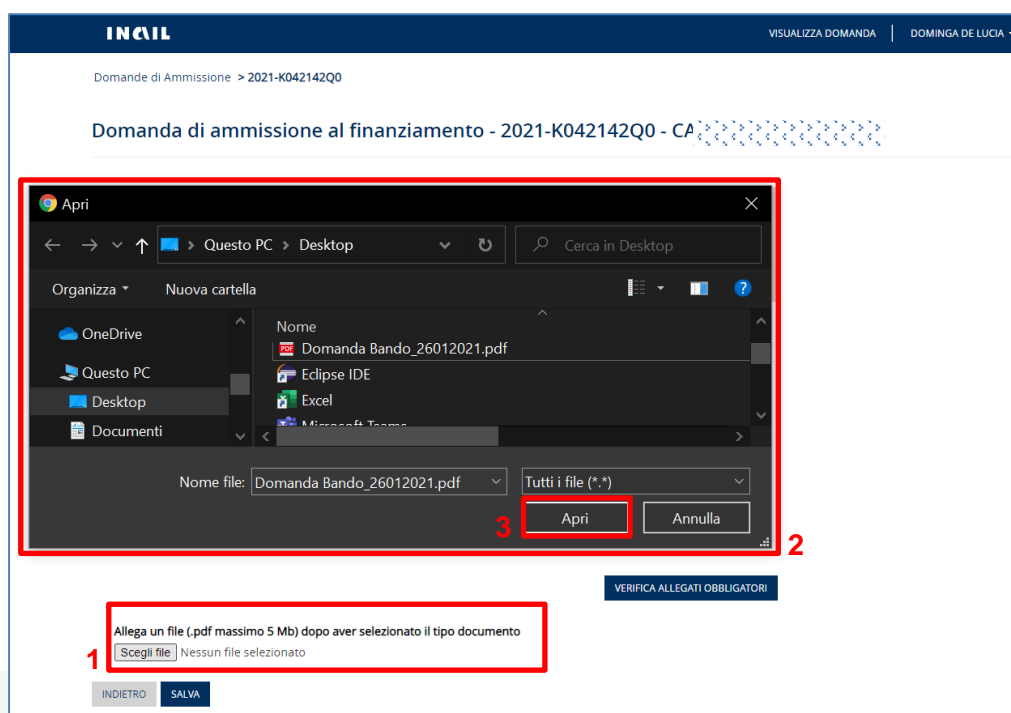 INAIL
VISUALIZZA DOMANDA
DOMINGA DE LUCIA
Domande di Ammissione > 2021-K042142Q0
Domanda di ammissione al finanziamento - 2021-K042142Q0 - CA
Apri
Questo PC > Desktop
Cerca in Desktop
Organizza
Nuova cartella
OneDrive
Questo PC
Desktop
Documenti
Nome
Domanda Bando_26012021.pdf
Eclipse IDE
Excel
Microsoft Teams
Nome file: Domanda Bando_26012021.pdf
Tutti i file (*.*)
3
Apri
Annulla
2
VERIFICA ALLEGATI OBBLIGATORI
Allega un file (.pdf massimo 5 Mb) dopo aver selezionato il tipo documento
1
Scegli file Nessun file selezionato
INDIETRO
SALVA